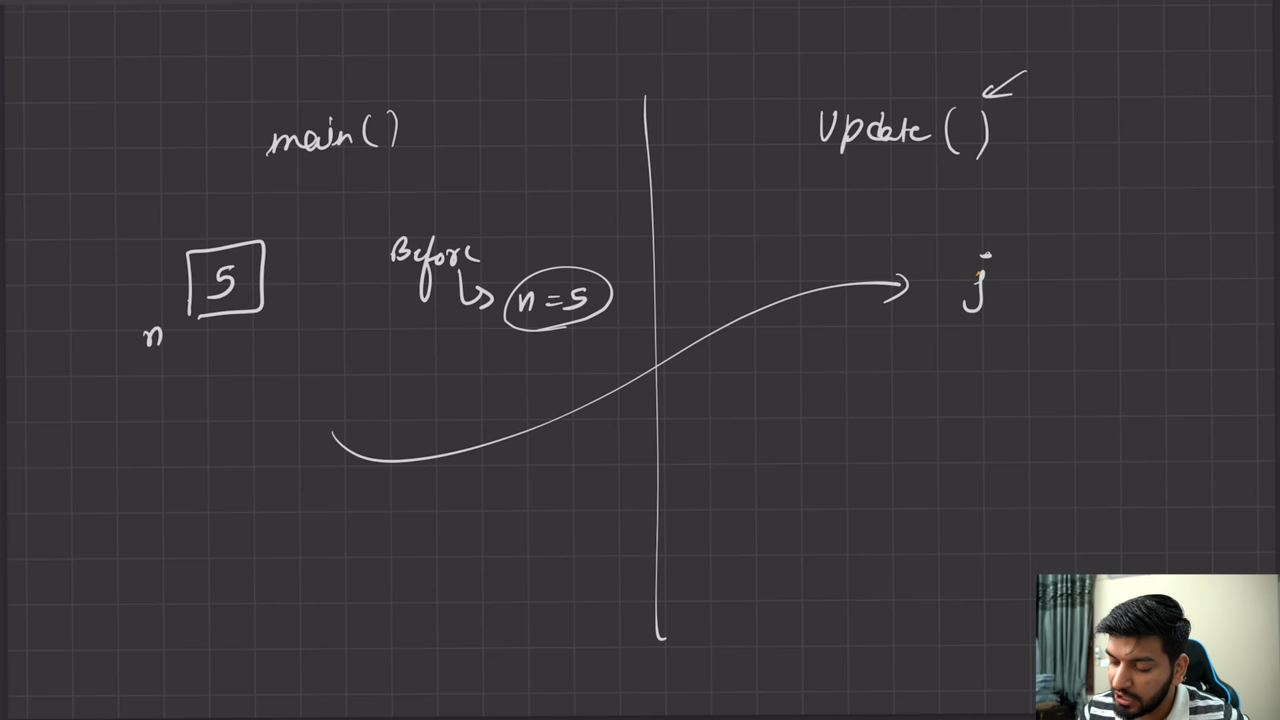 main()
Update()
Before
5
n = 5
n
j